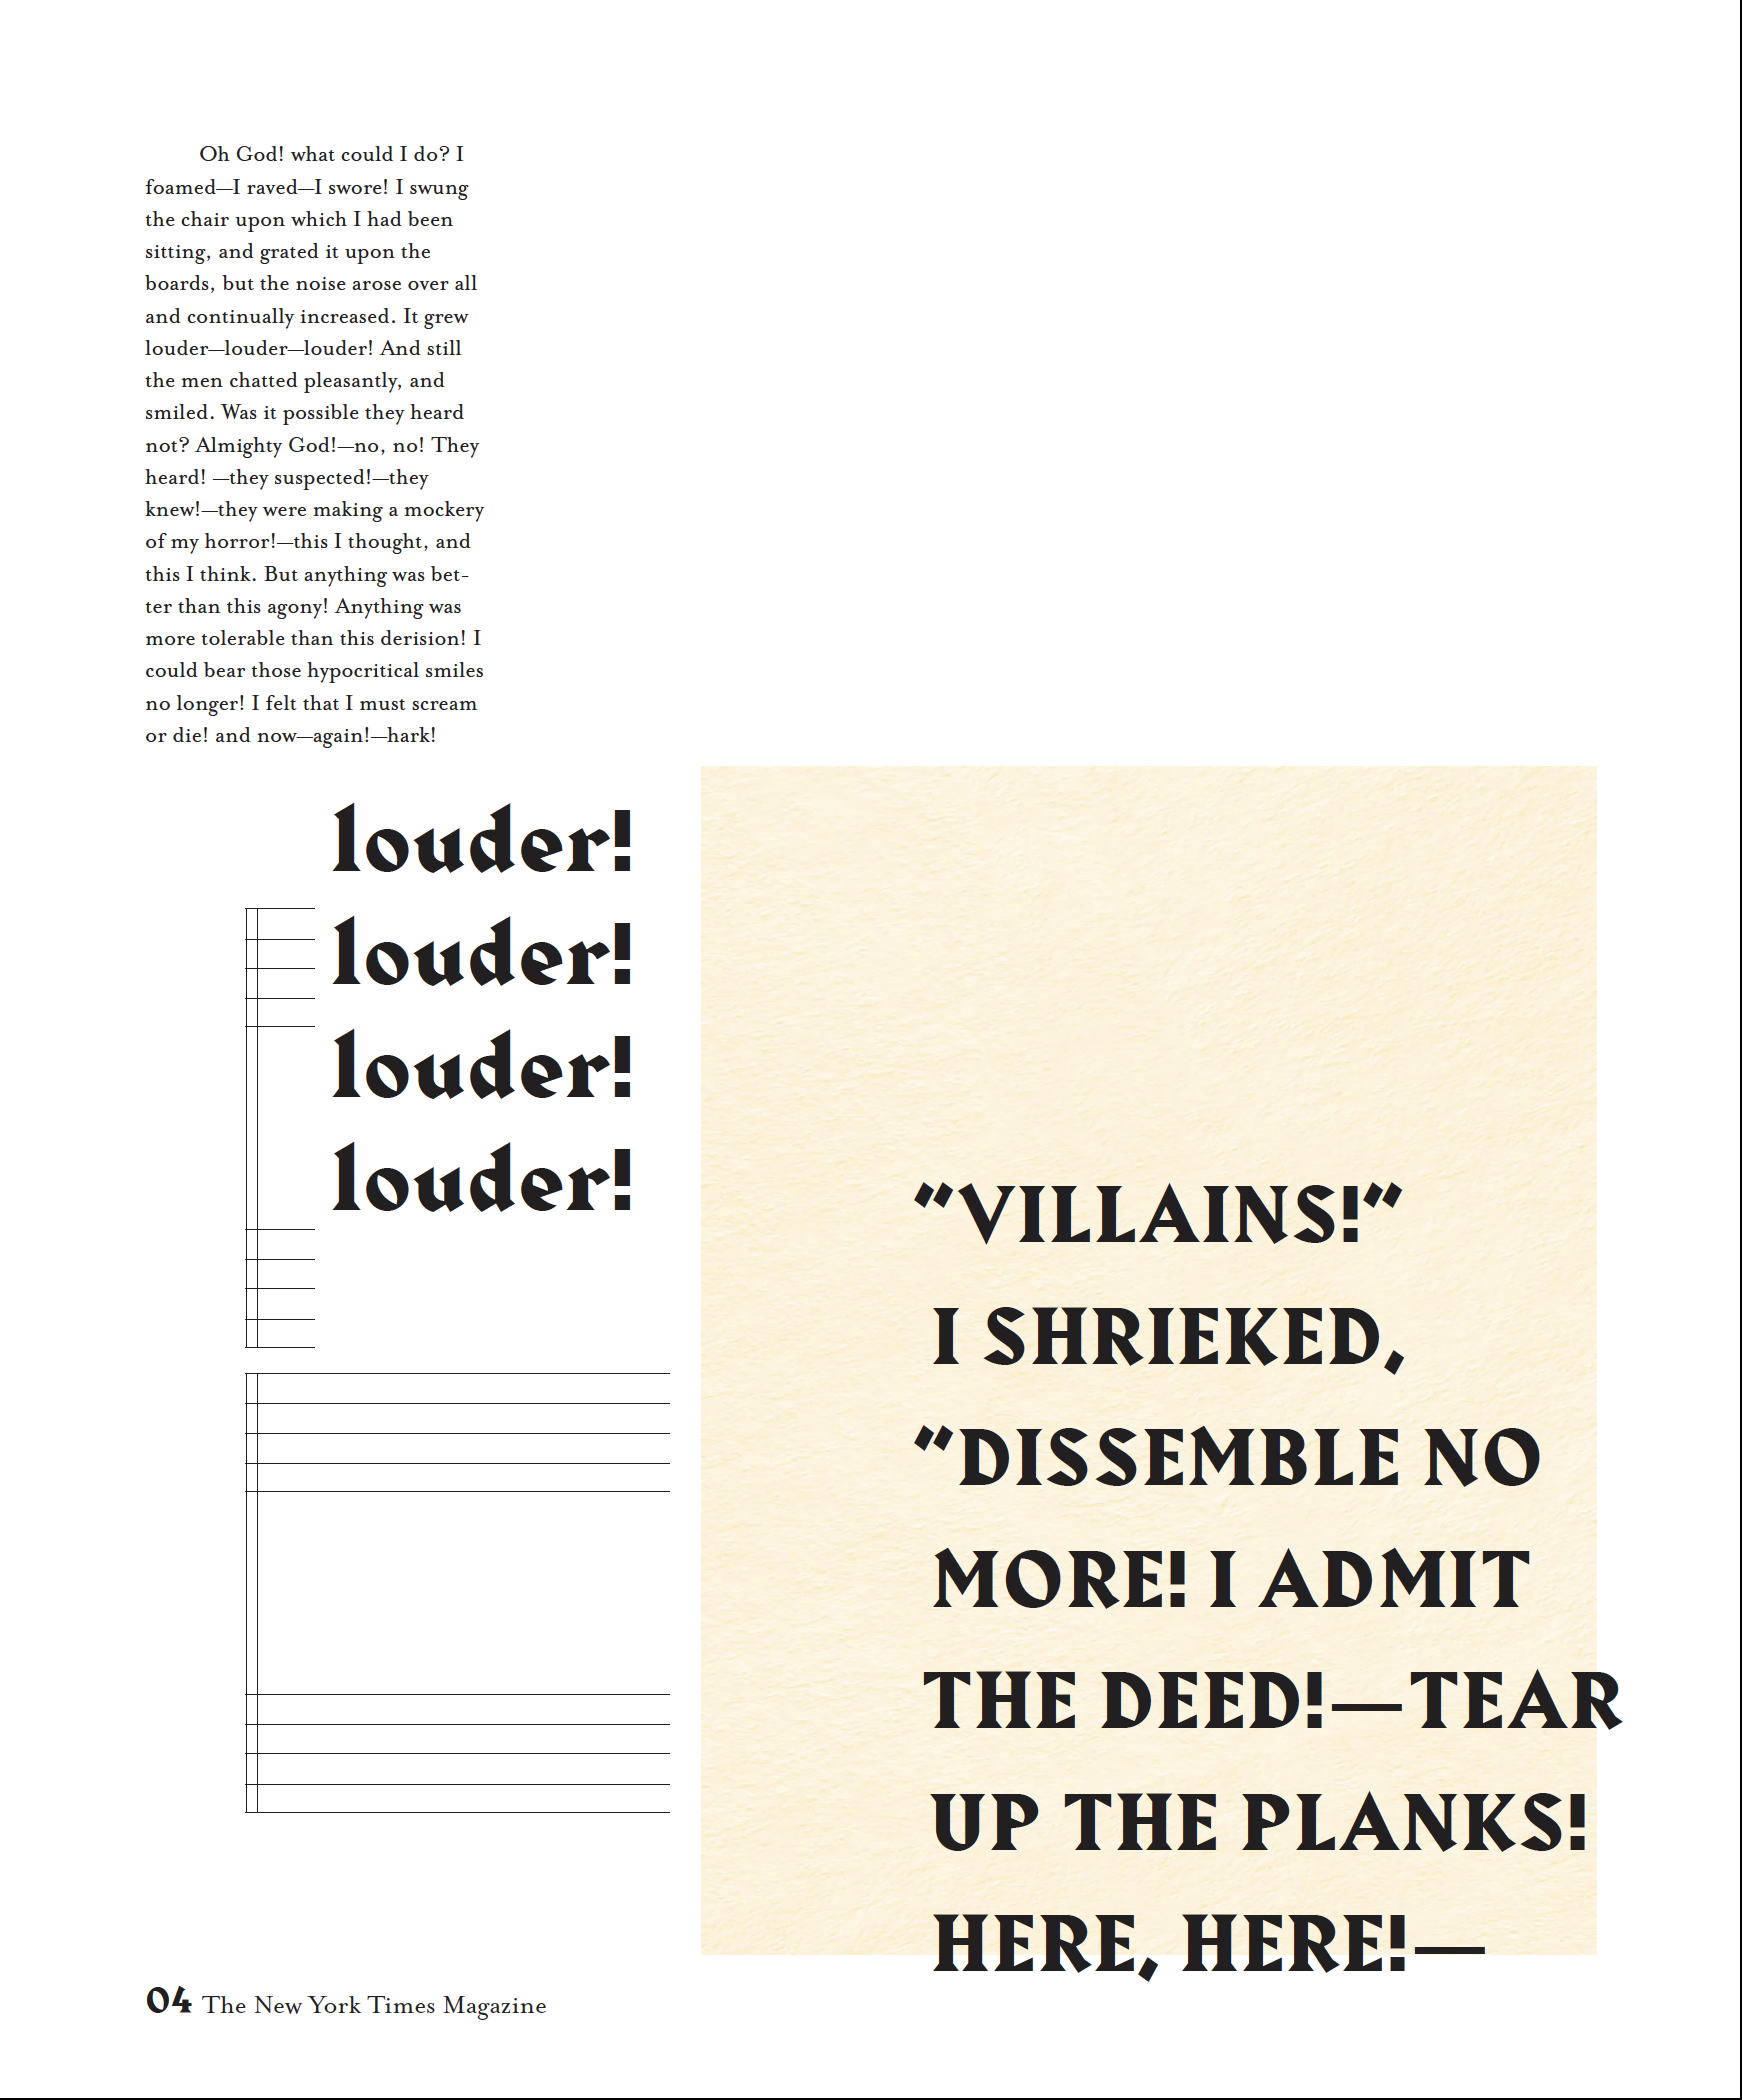 Oh God! what could I do? I
foamed—I raved—I swore! I swung
the chair upon which I had been
sitting, and grated it upon the
boards, but the noise arose over all
and continually increased. It grew
louder—louder—louder! And still
the men chatted pleasantly, and
smiled. Was it possible they heard
not? Almighty God!—no, no! They
heard! —they suspected!—they
knew!—they were making a mockery
of my horror!—this I thought, and
this I think. But anything was bet-
ter than this agony! Anything was
more tolerable than this derision! I
could bear those hypocritical smiles
no longer! I felt that I must scream
or die! and now—again!—hark!
louder!
louder!
louder!
louder!
"VILLAINS!"
I SHRIEKED,
"DISSEMBLE NO
MORE! I ADMIT
THE DEED!—TEAR
UP THE PLANKS!
HERE, HERE!—
04 The New York Times Magazine